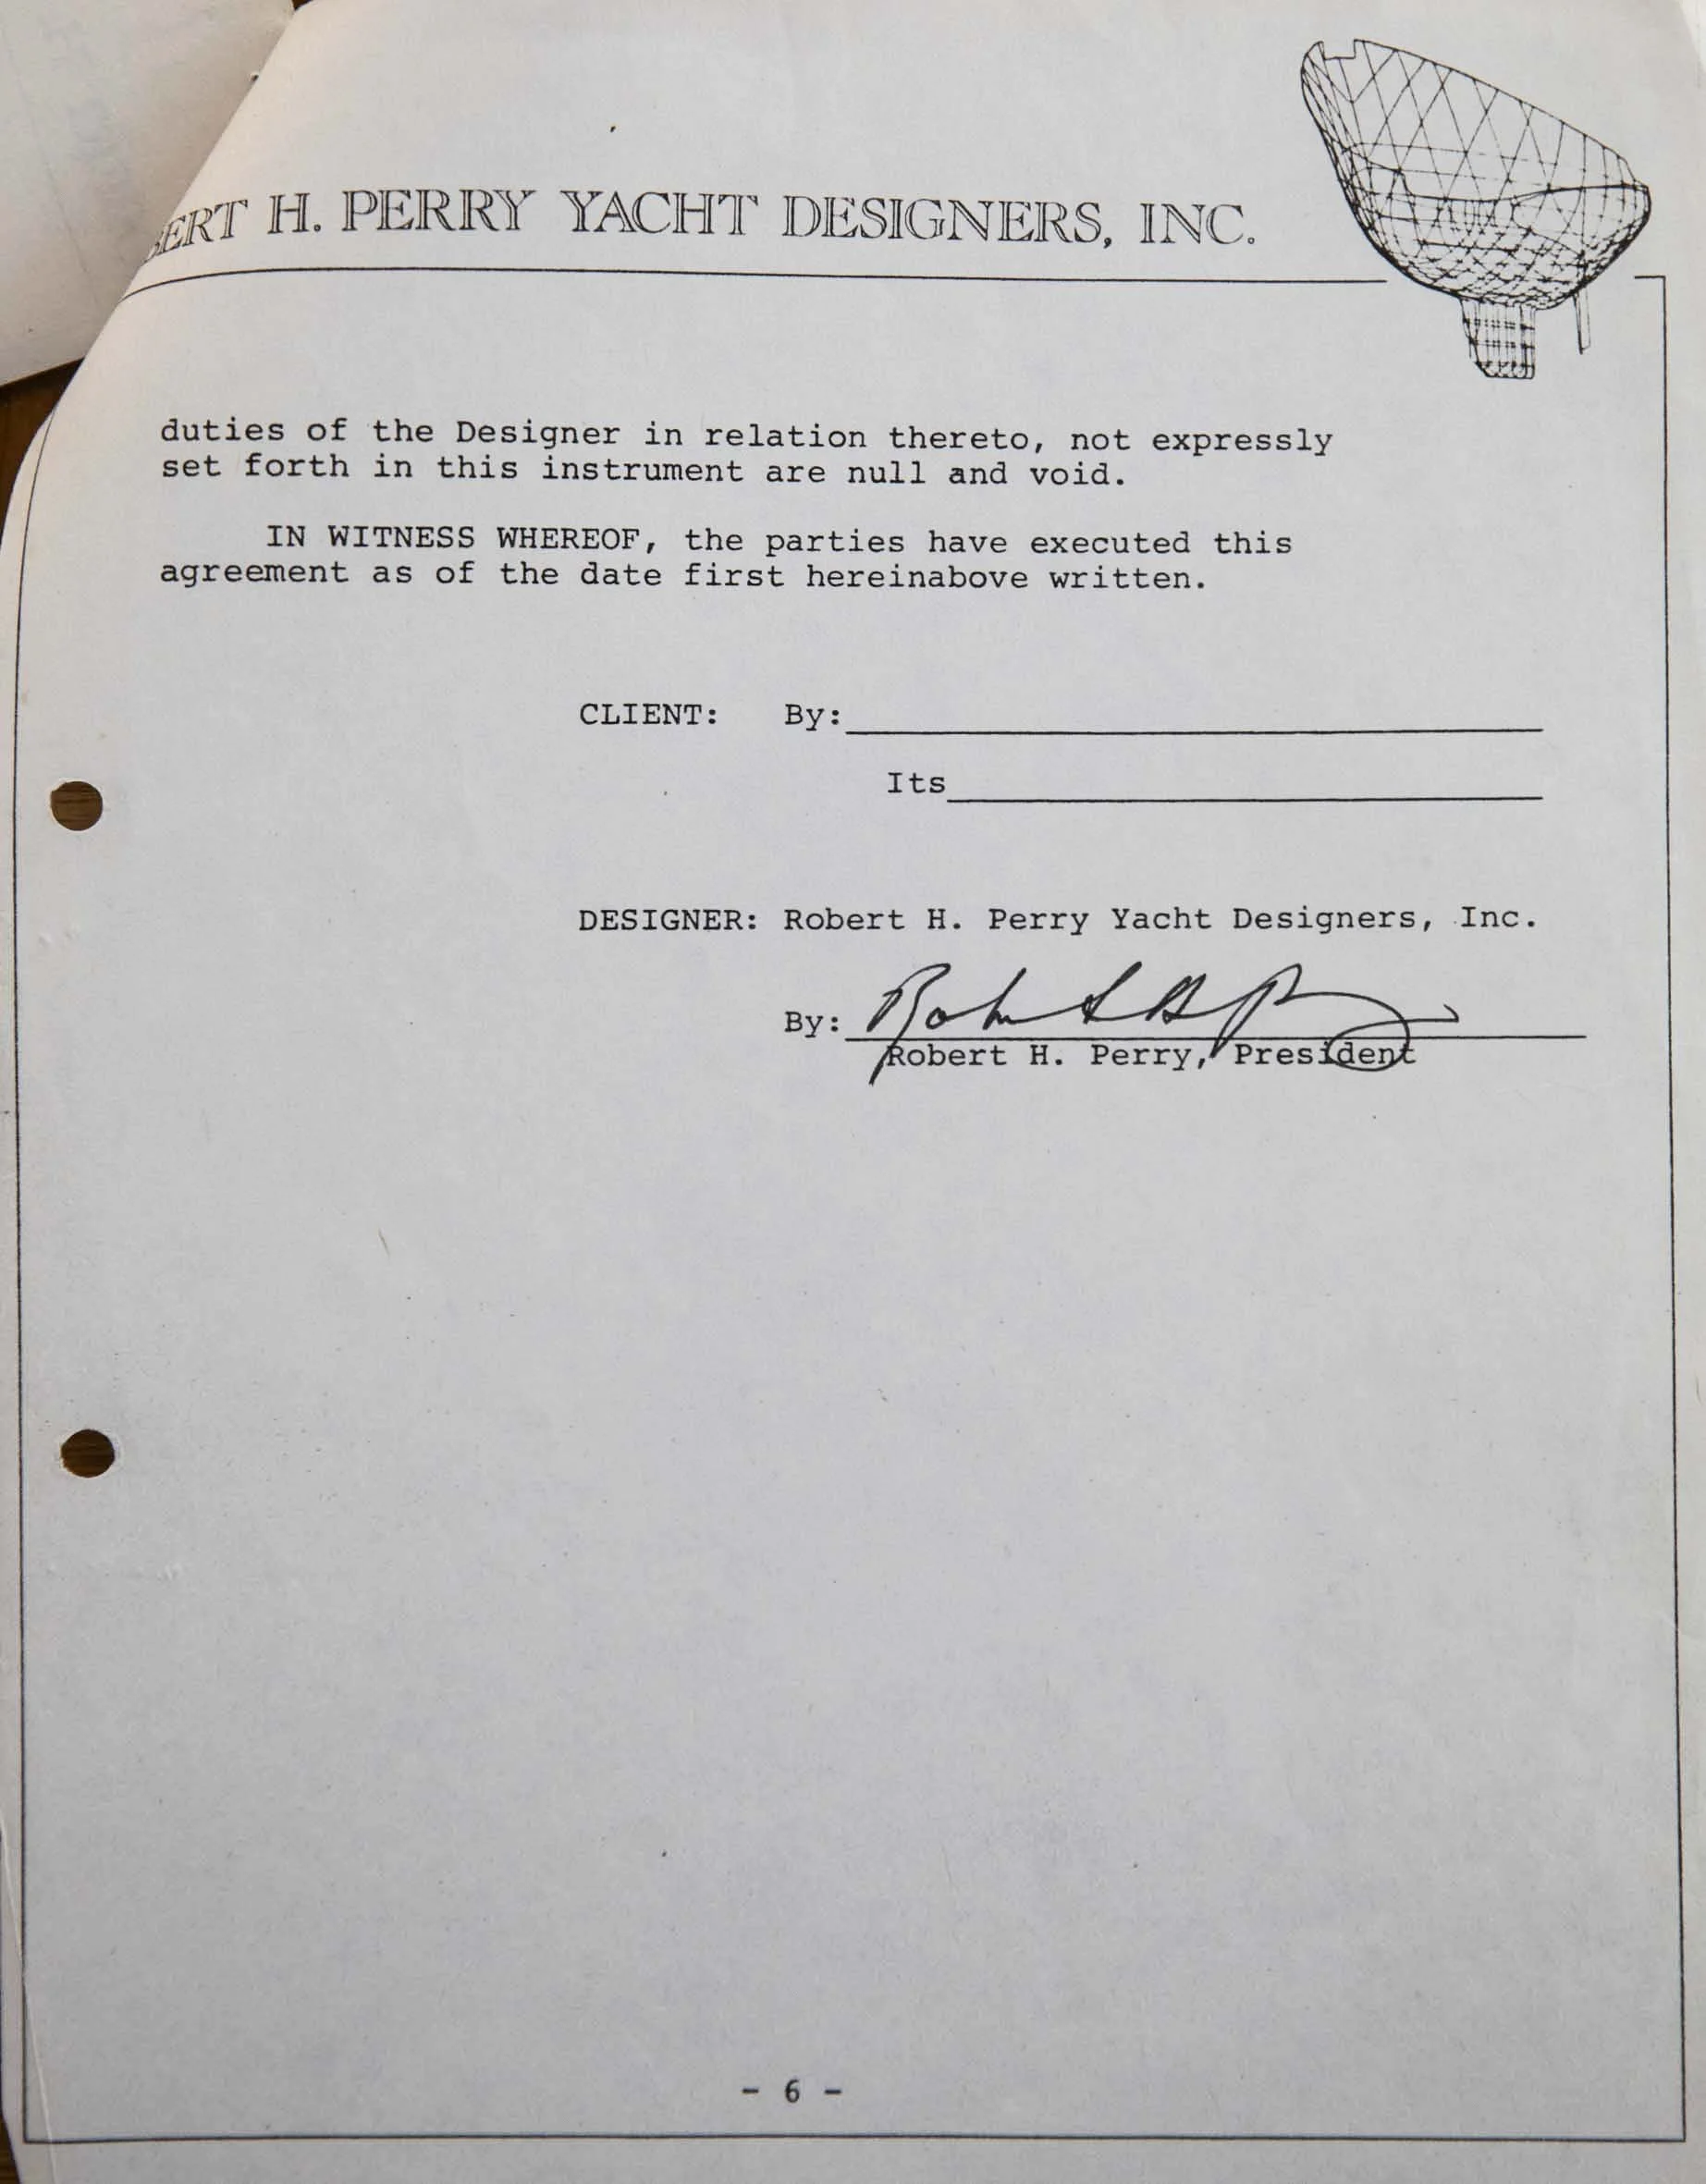 ERT H. PERRY YACHT DESIGNERS, INC.
duties of the Designer in relation thereto, not expressly
set forth in this instrument are null and void.
IN WITNESS WHEREOF, the parties have executed this
agreement as of the date first hereinabove written.
CLIENT: By:
Its
DESIGNER: Robert H. Perry Yacht Designers, Inc.
By:
Robert H. Perry, President
- 6 -